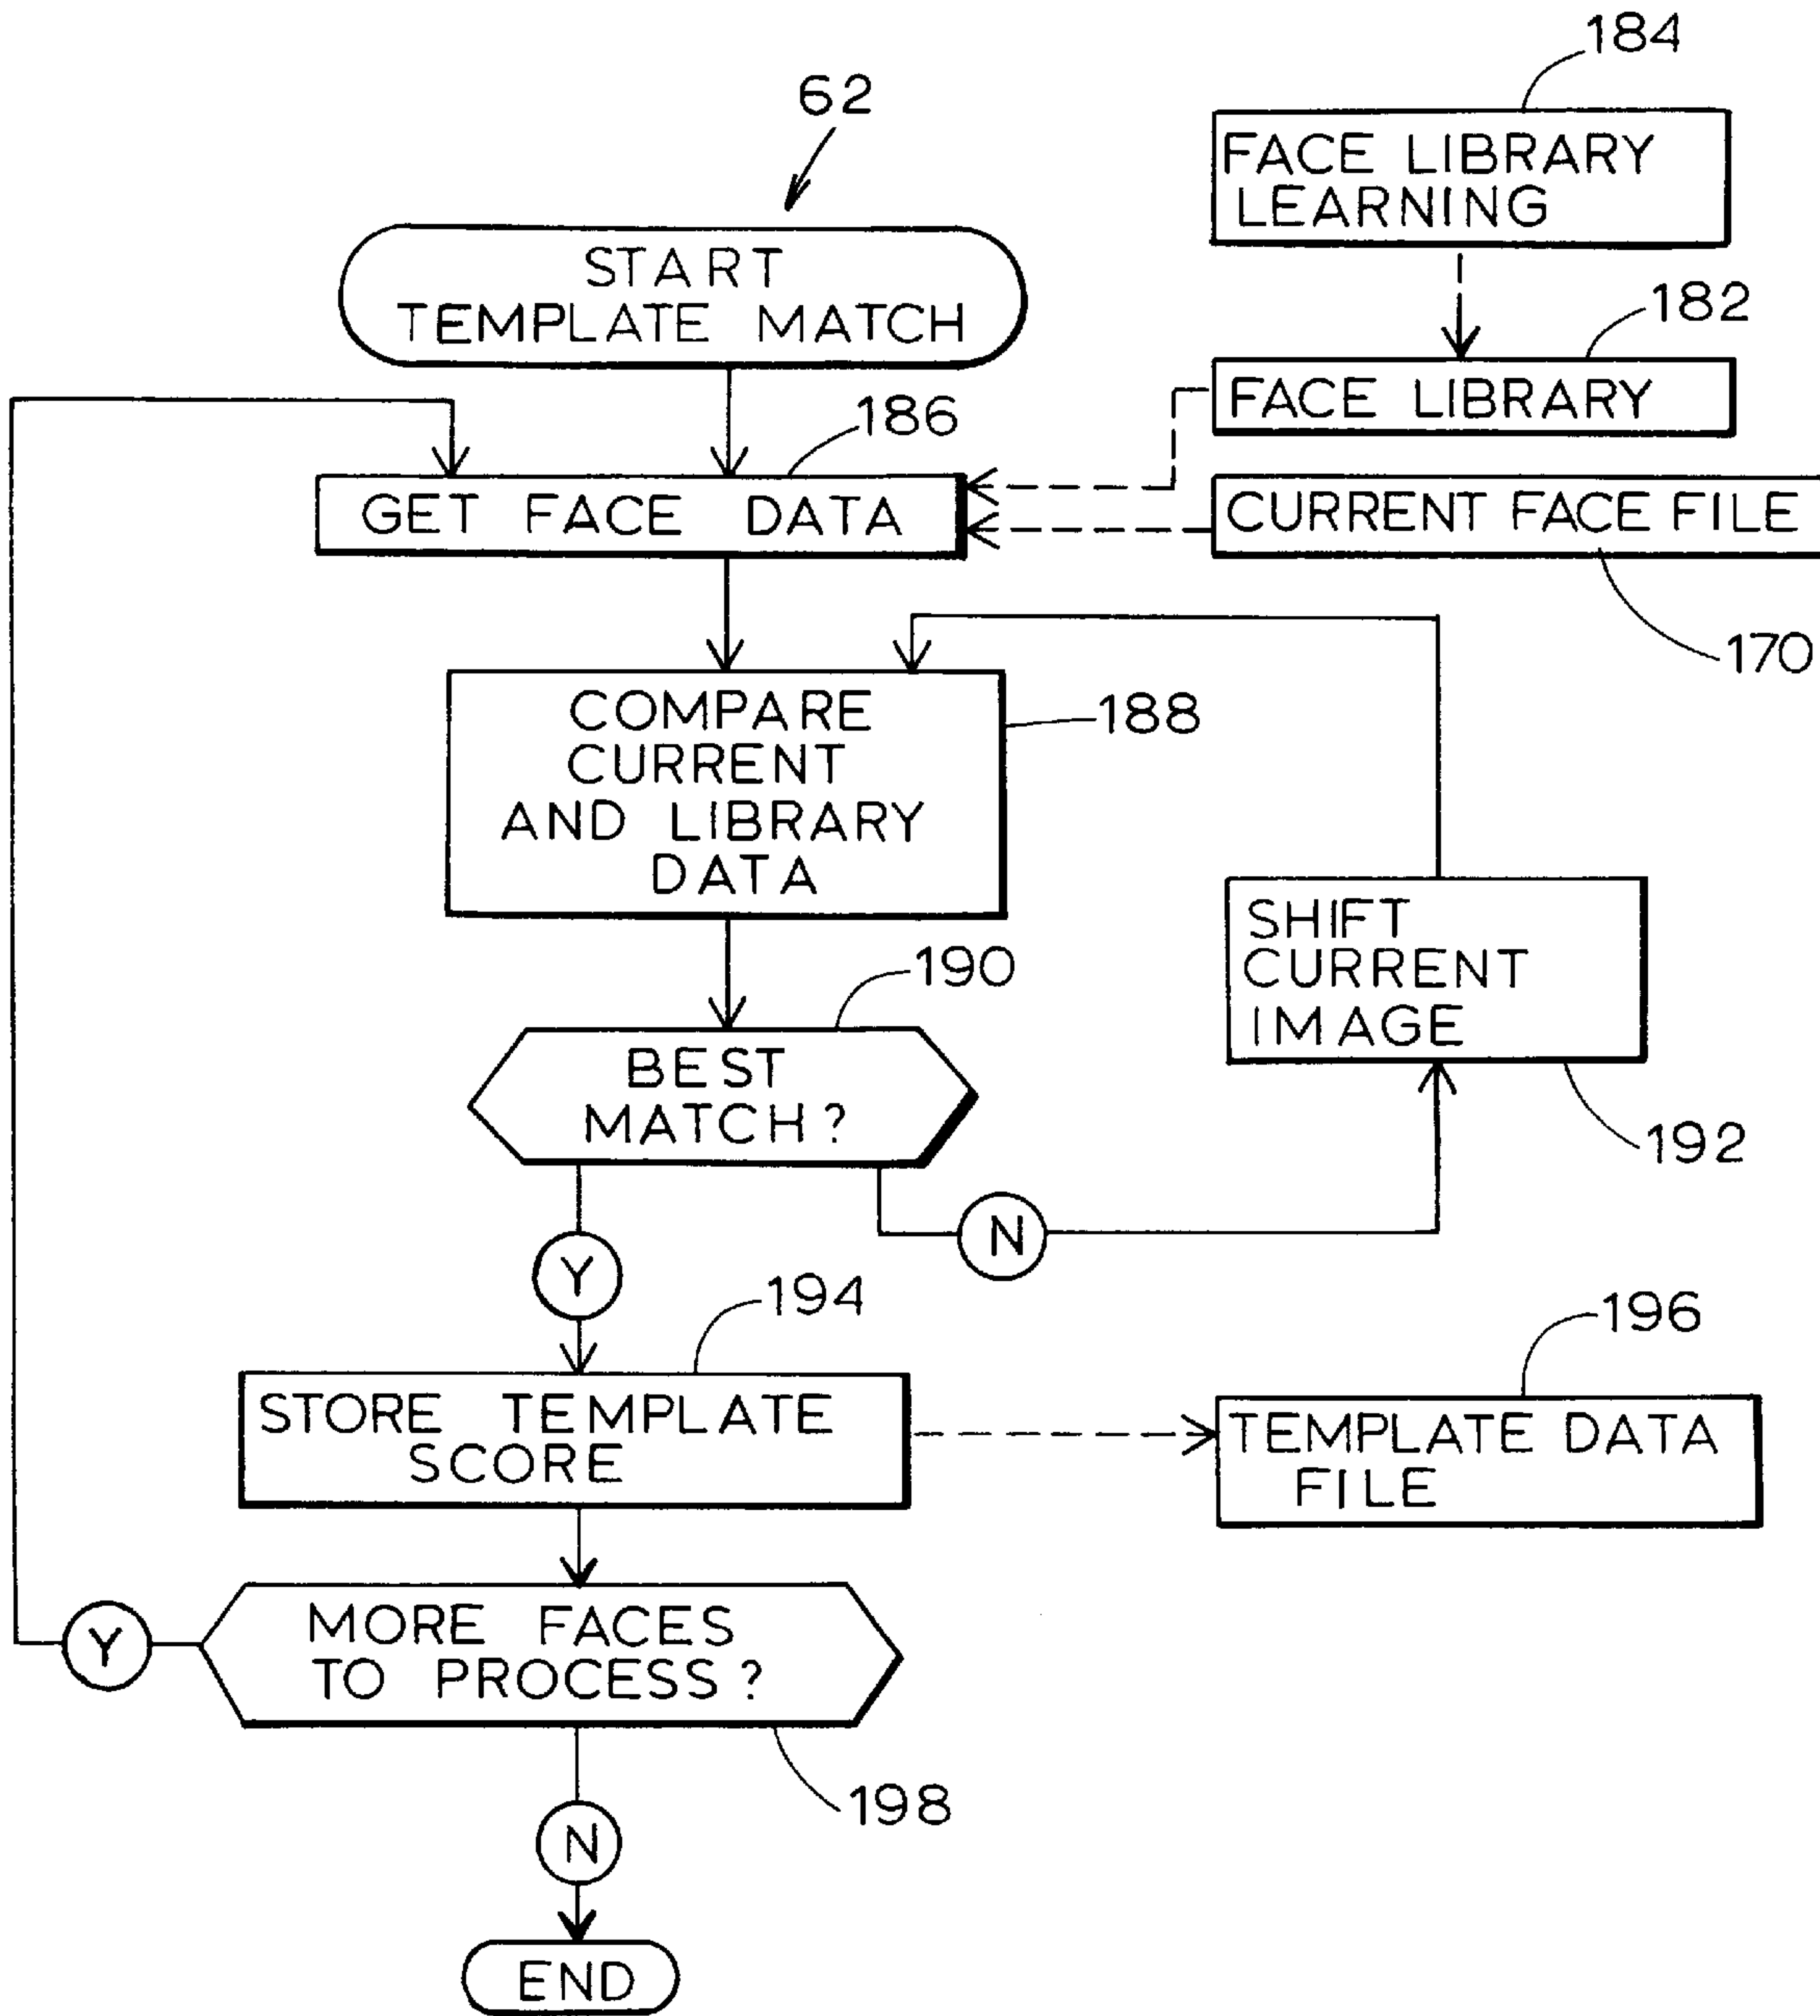 184
62
FACE LIBRARY
LEARNING
START
TEMPLATE MATCH
182
FACE LIBRARY
186
GET FACE DATA
CURRENT FACE FILE
170
COMPARE
CURRENT
AND LIBRARY
DATA
188
SHIFT
CURRENT
IMAGE
190
BEST
MATCH?
192
N
Y
194
196
STORE TEMPLATE
SCORE
TEMPLATE DATA
FILE
MORE FACES
TO PROCESS?
Y
198
N
END